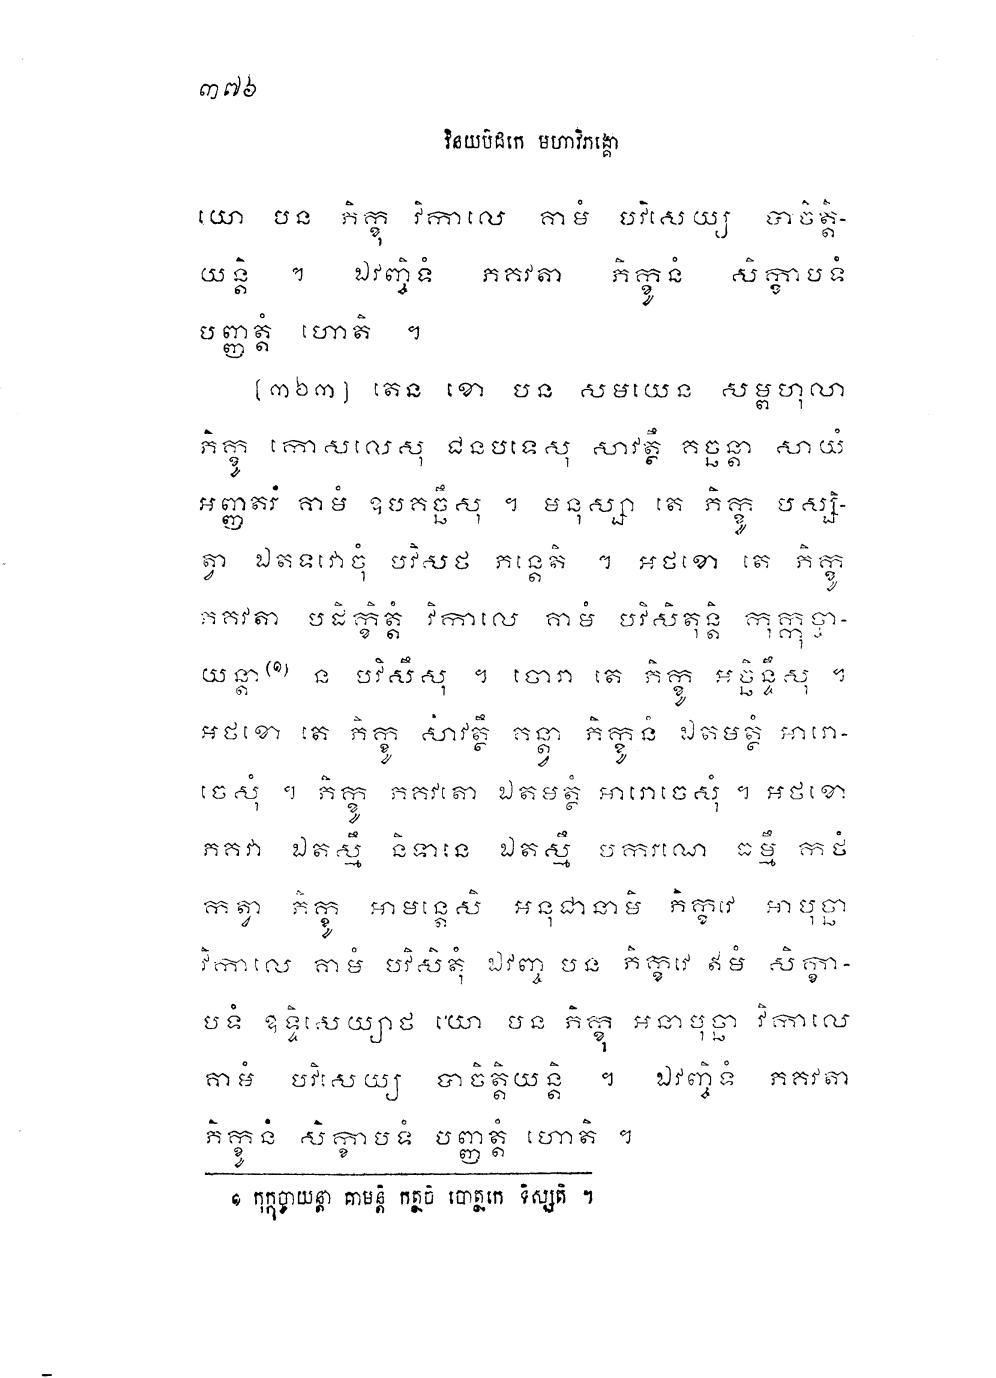 ៣៧៦
វិនយបិដកេ មហាវិភង្គោ
យោ បន ភិក្ខុ វិកាលេ គាមំ បវិសេយ្យ បាចិត្តិ-
យន្តិ ។ ឯវញ្ចិទំ ភគវតា ភិក្ខូនំ សិក្ខាបទំ
បញ្ញត្តំ ហោតិ ។
(៣៦៣) តេន ខោ បន សមយេន សម្ពហុលា
ភិក្ខូ កោសលេសុ ជនបទេសុ សាវត្ថឹ គច្ឆន្តា សាយំ
អញ្ញតរំ គាមំ ឧបគច្ឆឹសុ ។ មនុស្សា តេ ភិក្ខូ បស្សិ-
ត្វា ឯតទវោចុំ បវិសថ ភន្តេតិ ។ អថខោ តេ ភិក្ខូ
ភគវតា បដិក្ខិត្តំ វិកាលេ គាមំ បវិសិតុន្តិ កុក្កុច្ចា-
យន្តា(១) ន បវិសឹសុ ។ ចោរា តេ ភិក្ខូ អច្ឆិន្ទឹសុ ។
អថខោ តេ ភិក្ខូ សាវត្ថឹ គន្ត្វា ភិក្ខូនំ ឯតមត្ថំ អារោ-
ចេសុំ ។ ភិក្ខូ ភគវតោ ឯតមត្ថំ អារោចេសុំ ។ អថខោ
ភគវា ឯតស្មឹ និទានេ ឯតស្មឹ បករណេ ធម្មឹ កថំ
កត្វា ភិក្ខូ អាមន្តេសិ អនុជានាមិ ភិក្ខវេ អាបុច្ឆា
វិកាលេ គាមំ បវិសិតុំ ឯវញ្ច បន ភិក្ខវេ ឥមំ សិក្ខា-
បទំ ឧទ្ទិសេយ្យាថ យោ បន ភិក្ខុ អនាបុច្ឆា វិកាលេ
គាមំ បវិសេយ្យ បាចិត្តិយន្តិ ។ ឯវញ្ចិទំ ភគវតា
ភិក្ខូនំ សិក្ខាបទំ បញ្ញត្តំ ហោតិ ។
១ កុក្កុច្ចាយន្តា គាមន្តិ កត្ថចិ បោត្ថកេ ទិស្សតិ ។